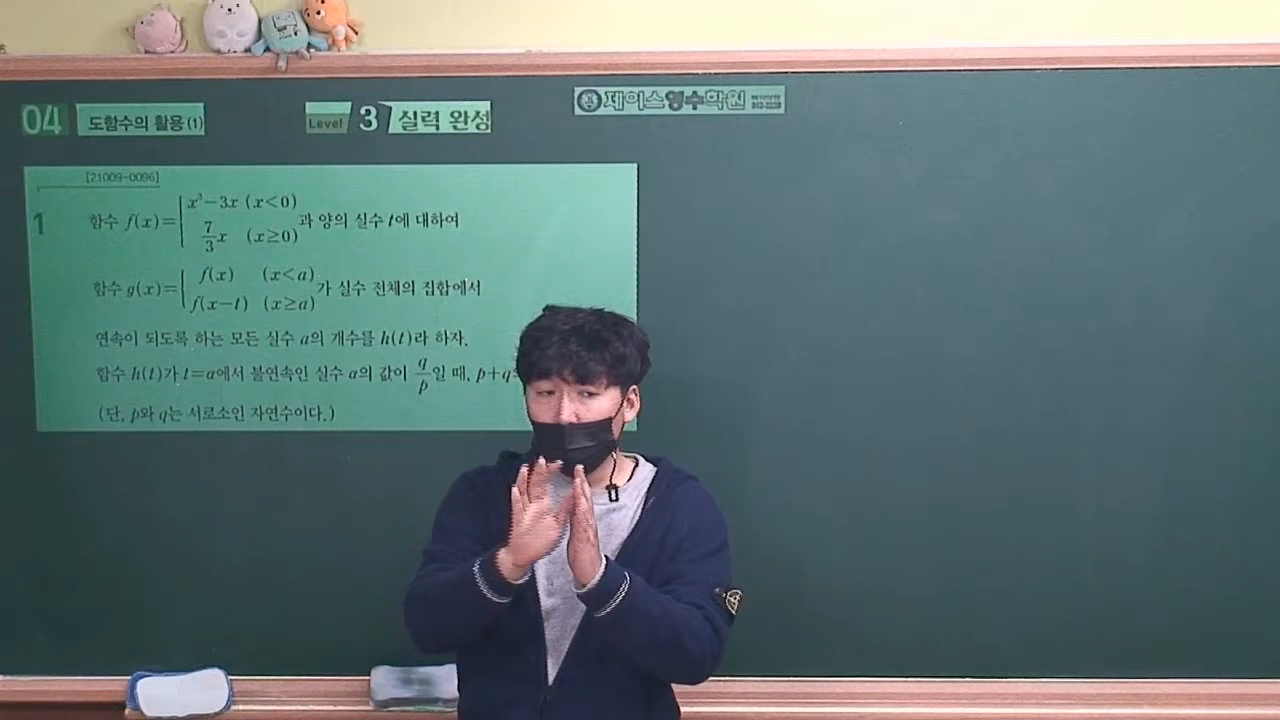 04 도함수의 활용(1) Level 3 실력 완성 제이스영수학원
[21009-0096]
1
함수 f(x)={x³-3x (x<0)
7/3 x (x≥0) 과 양의 실수 t에 대하여
함수 g(x)={f(x) (x<a)
f(x-t) (x≥a) 가 실수 전체의 집합에서
연속이 되도록 하는 모든 실수 a의 개수를 h(t)라 하자.
함수 h(t)가 t=α에서 불연속인 실수 α의 값이 q/p일 때, p+q
(단, p와 q는 서로소인 자연수이다.)